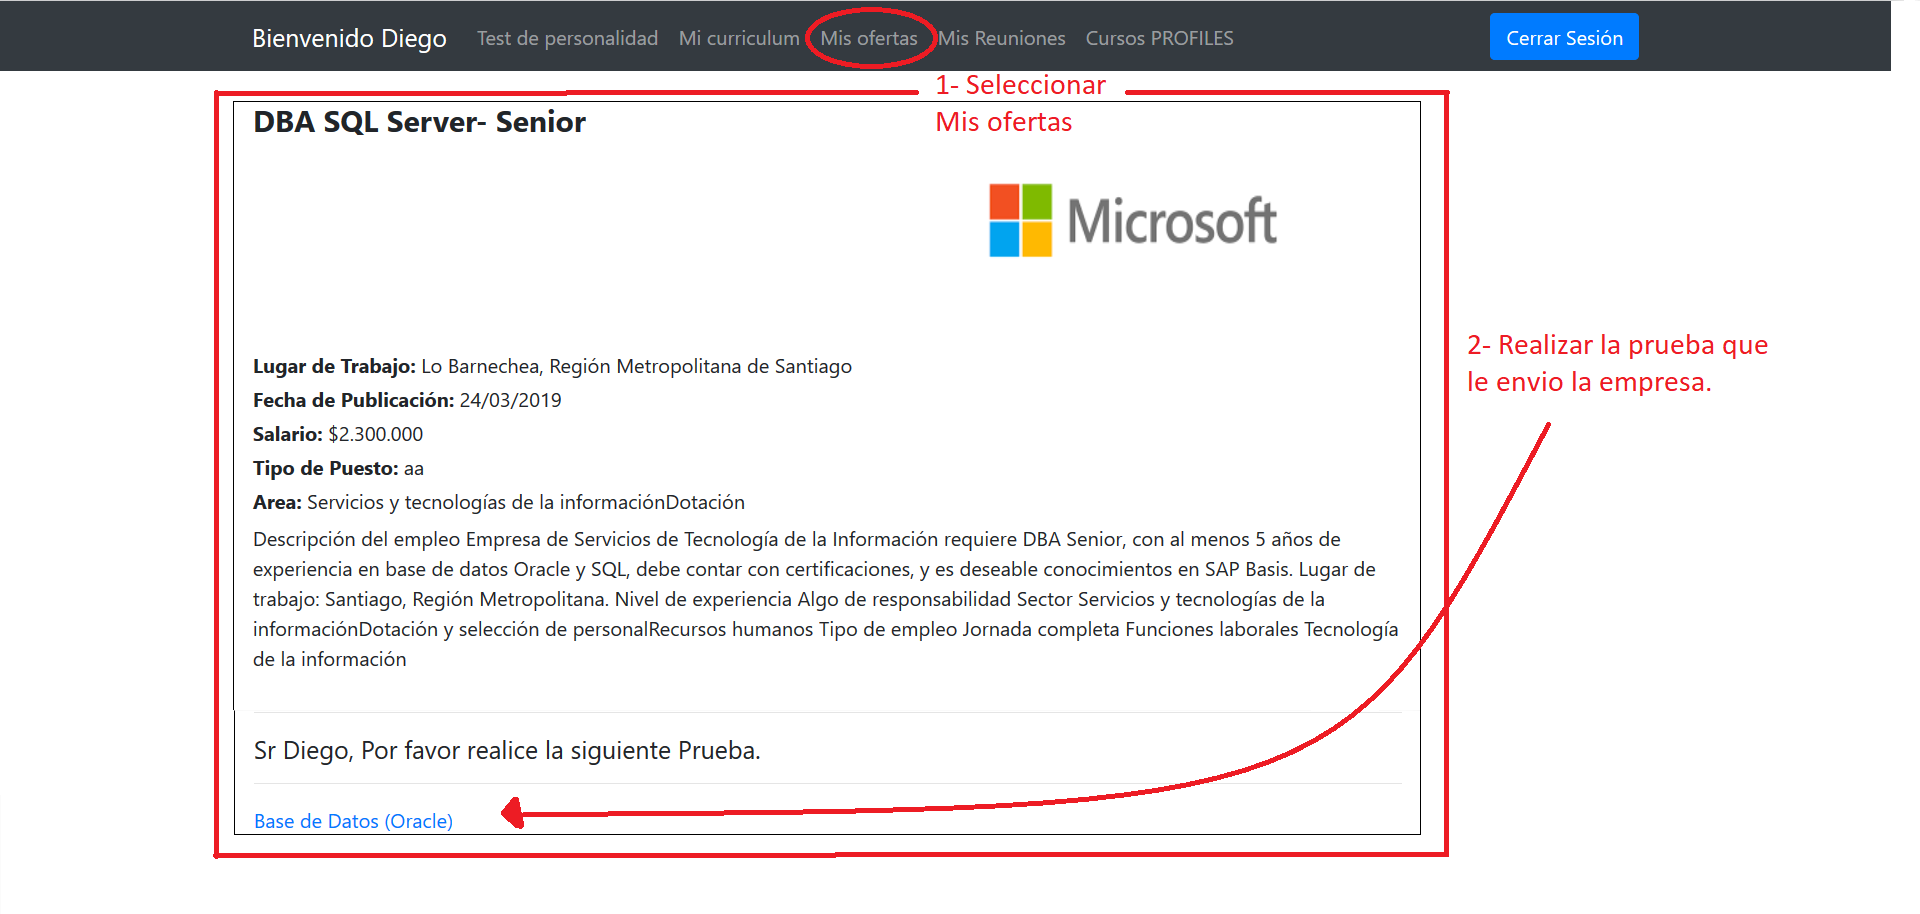 Bienvenido Diego Test de personalidad Mi curriculum Mis ofertas Mis Reuniones Cursos PROFILES Cerrar Sesión
1- Seleccionar
Mis ofertas
DBA SQL Server- Senior
Microsoft
2- Realizar la prueba que
le envio la empresa.
Lugar de Trabajo: Lo Barnechea, Región Metropolitana de Santiago
Fecha de Publicación: 24/03/2019
Salario: $2.300.000
Tipo de Puesto: aa
Area: Servicios y tecnologías de la informaciónDotación
Descripción del empleo Empresa de Servicios de Tecnología de la Información requiere DBA Senior, con al menos 5 años de
experiencia en base de datos Oracle y SQL, debe contar con certificaciones, y es deseable conocimientos en SAP Basis. Lugar de
trabajo: Santiago, Región Metropolitana. Nivel de experiencia Algo de responsabilidad Sector Servicios y tecnologías de la
informaciónDotación y selección de personalRecursos humanos Tipo de empleo Jornada completa Funciones laborales Tecnología
de la información
Sr Diego, Por favor realice la siguiente Prueba.
Base de Datos (Oracle)